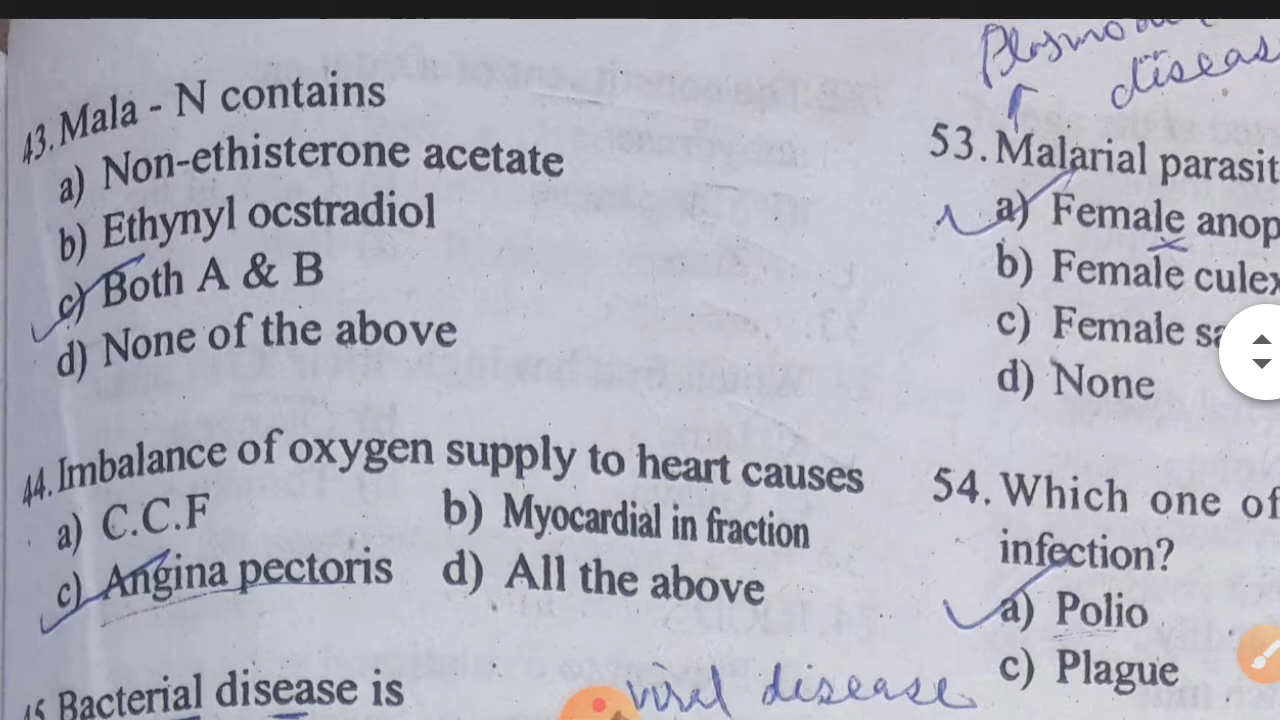 43. Mala - N contains
a) Non-ethisterone acetate
b) Ethynyl ocstradiol
c) Both A & B
d) None of the above
44. Imbalance of oxygen supply to heart causes
a) C.C.F b) Myocardial in fraction
c) Angina pectoris d) All the above
45. Bacterial disease is
viral disease
disease
53. Malarial parasit
a) Female anop
b) Female culex
c) Female sa
d) None
54. Which one of
infection?
a) Polio
c) Plague